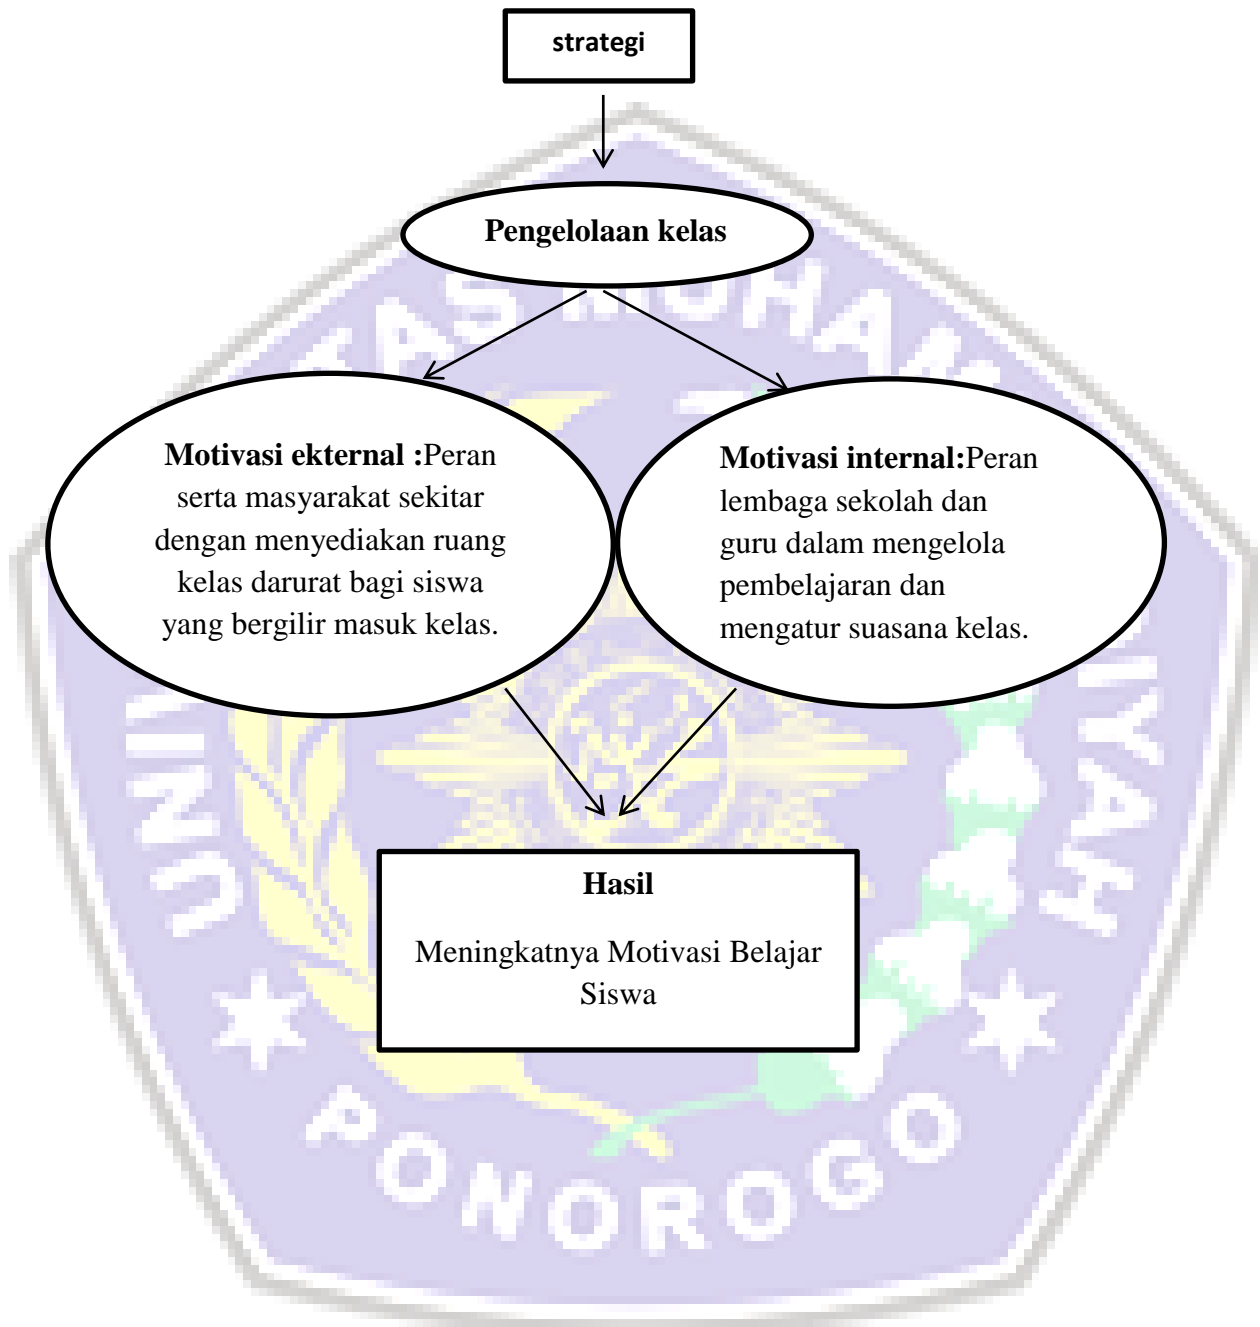 strategi
Pengelolaan kelas
Motivasi ekternal :Peran
serta masyarakat sekitar
dengan menyediakan ruang
kelas darurat bagi siswa
yang bergilir masuk kelas.
Motivasi internal:Peran
lembaga sekolah dan
guru dalam mengelola
pembelajaran dan
mengatur suasana kelas.
Hasil
Meningkatnya Motivasi Belajar
Siswa
PONOROGO